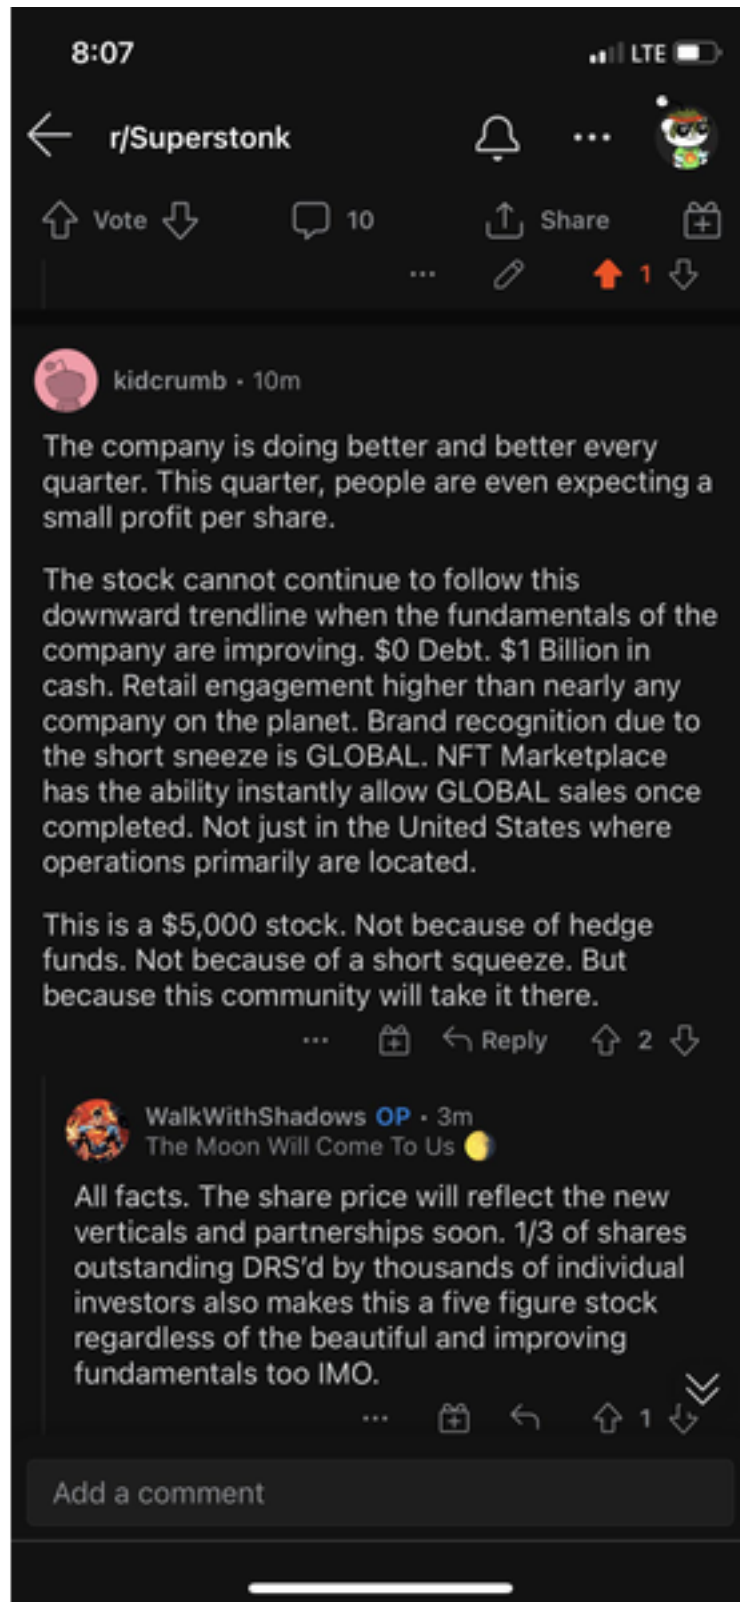 8:07
LTE
r/Superstonk
Vote
10
Share
1
kidcrumb • 10m
The company is doing better and better every
quarter. This quarter, people are even expecting a
small profit per share.
The stock cannot continue to follow this
downward trendline when the fundamentals of the
company are improving. $0 Debt. $1 Billion in
cash. Retail engagement higher than nearly any
company on the planet. Brand recognition due to
the short sneeze is GLOBAL. NFT Marketplace
has the ability instantly allow GLOBAL sales once
completed. Not just in the United States where
operations primarily are located.
This is a $5,000 stock. Not because of hedge
funds. Not because of a short squeeze. But
because this community will take it there.
Reply
2
WalkWithShadows OP • 3m
The Moon Will Come To Us 🌖
All facts. The share price will reflect the new
verticals and partnerships soon. 1/3 of shares
outstanding DRS'd by thousands of individual
investors also makes this a five figure stock
regardless of the beautiful and improving
fundamentals too IMO.
1
Add a comment